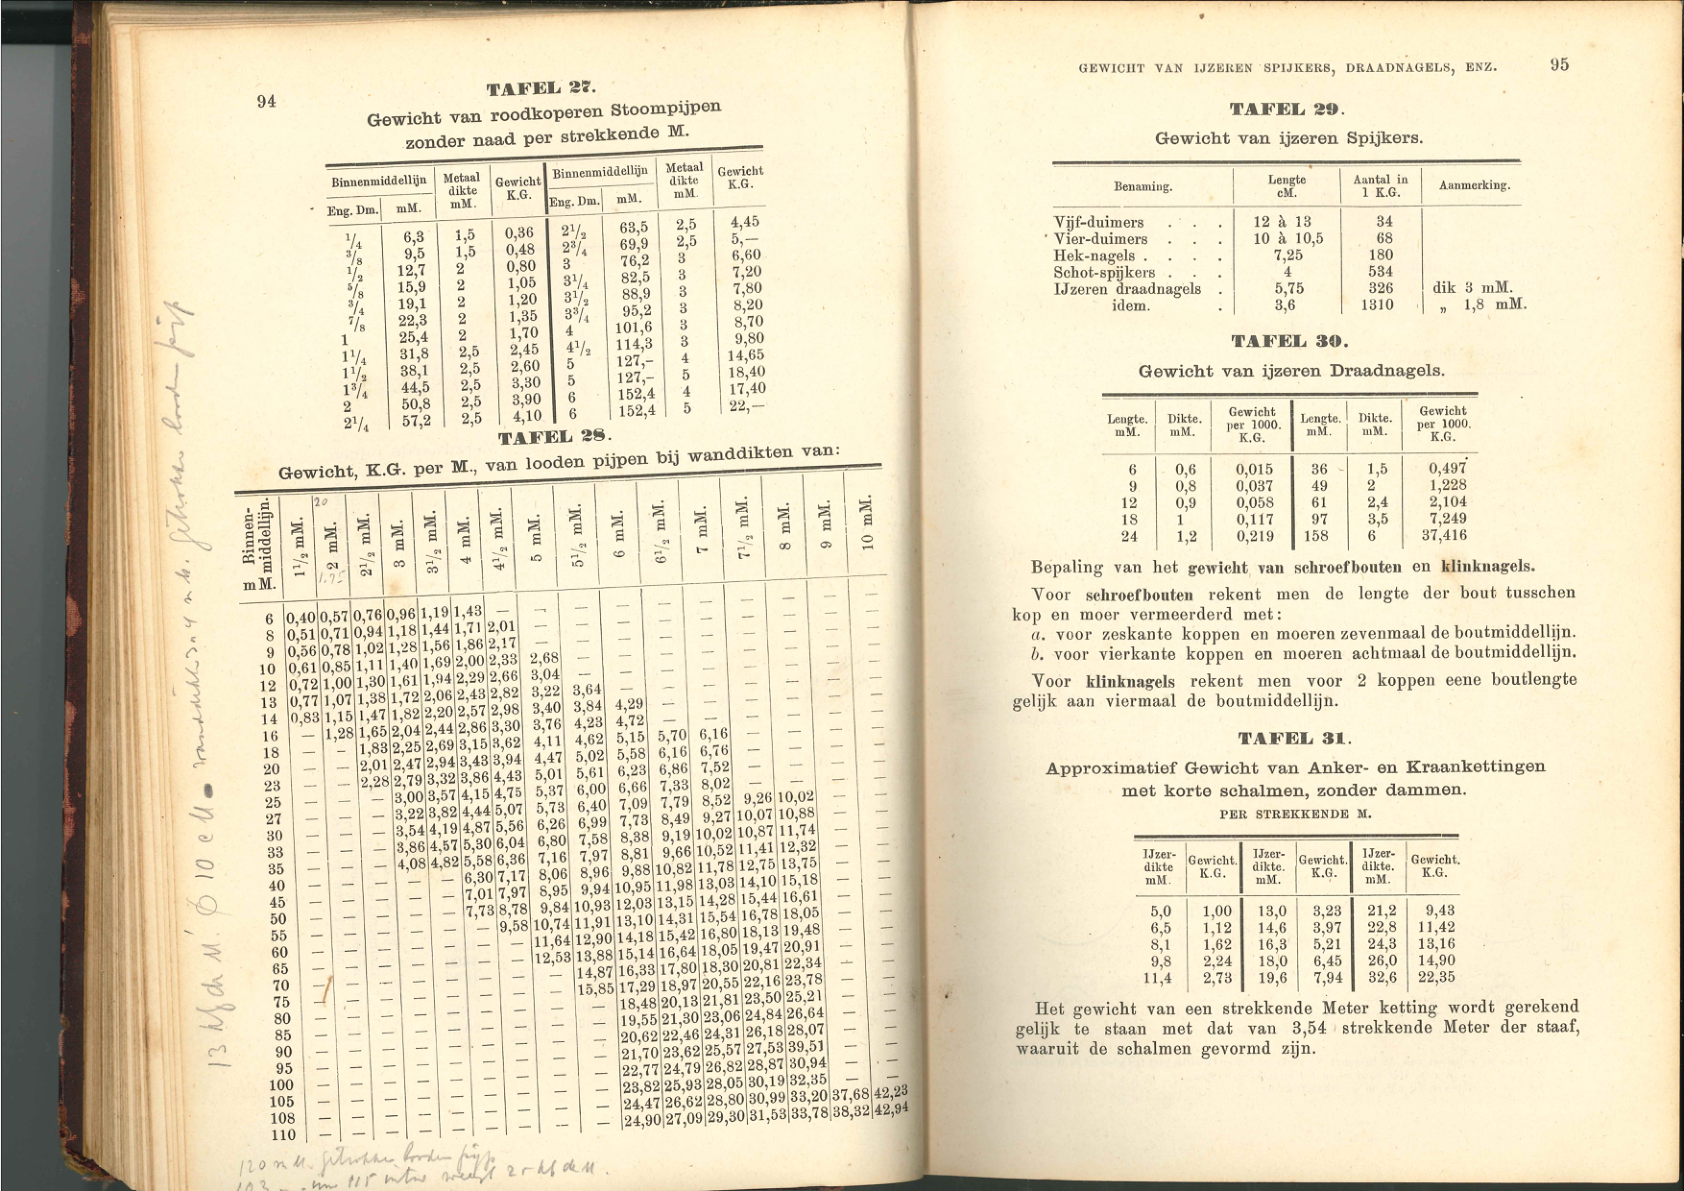 94
TAFEL 27.
Gewicht van roodkoperen Stoompijpen
zonder naad per strekkende M.
Binnenmiddellijn Metaal dikte mM. Gewicht K.G. Binnenmiddellijn Metaal dikte mM. Gewicht K.G.
Eng. Dm. mM. Eng. Dm. mM.
1/4 6,3 1,5 0,36 2 1/2 63,5 2,5 4,45
3/8 9,5 1,5 0,48 2 3/4 69,9 2,5 5,—
1/2 12,7 2 0,80 3 76,2 3 6,60
5/8 15,9 2 1,05 3 1/4 82,5 3 7,20
3/4 19,1 2 1,20 3 1/2 88,9 3 7,80
7/8 22,3 2 1,35 3 3/4 95,2 3 8,20
1 25,4 2 1,70 4 101,6 3 8,70
1 1/4 31,8 2,5 2,45 4 1/2 114,3 3 9,80
1 1/2 38,1 2,5 2,60 5 127,– 4 14,65
1 3/4 44,5 2,5 3,30 5 127,– 5 18,40
2 50,8 2,5 3,90 6 152,4 4 17,40
2 1/4 57,2 2,5 4,10 6 152,4 5 22,—
TAFEL 28.
Gewicht, K.G. per M., van looden pijpen bij wanddikten van:
Binnen-middellijn. mM. 1 1/2 mM. 2 mM. 2 1/2 mM. 3 mM. 3 1/2 mM. 4 mM. 4 1/2 mM. 5 mM. 5 1/2 mM. 6 mM. 6 1/2 mM. 7 mM. 7 1/2 mM. 8 mM. 9 mM. 10 mM.
20
1.75
6 0,40 0,57 0,76 0,96 1,19 1,43 — — — — — — — — — —
8 0,51 0,71 0,94 1,18 1,44 1,71 2,01 — — — — — — — — —
9 0,56 0,78 1,02 1,28 1,56 1,86 2,17 — — — — — — — — —
10 0,61 0,85 1,11 1,40 1,69 2,00 2,33 2,68 — — — — — — — —
12 0,72 1,00 1,30 1,61 1,94 2,29 2,66 3,04 — — — — — — — —
13 0,77 1,07 1,38 1,72 2,06 2,43 2,82 3,22 3,64 — — — — — — —
14 0,83 1,15 1,47 1,82 2,20 2,57 2,98 3,40 3,84 4,29 — — — — — —
16 — 1,28 1,65 2,04 2,44 2,86 3,30 3,76 4,23 4,72 — — — — — —
18 — — 1,83 2,25 2,69 3,15 3,62 4,11 4,62 5,15 5,70 6,16 — — — —
20 — — 2,01 2,47 2,94 3,43 3,94 4,47 5,02 5,58 6,16 6,76 — — — —
23 — — 2,28 2,79 3,32 3,86 4,43 5,01 5,61 6,23 6,86 7,52 — — — —
25 — — — 3,00 3,57 4,15 4,75 5,37 6,00 6,66 7,33 8,02 — — — —
27 — — — 3,22 3,82 4,44 5,07 5,73 6,40 7,09 7,79 8,52 9,26 10,02 — —
30 — — — 3,54 4,19 4,87 5,56 6,26 6,99 7,73 8,49 9,27 10,07 10,88 — —
33 — — — 3,86 4,57 5,30 6,04 6,80 7,58 8,38 9,19 10,02 10,87 11,74 — —
35 — — — 4,08 4,82 5,58 6,36 7,16 7,97 8,81 9,66 10,52 11,41 12,32 — —
40 — — — — — 6,30 7,17 8,06 8,96 9,88 10,82 11,78 12,75 13,75 — —
45 — — — — — 7,01 7,97 8,95 9,94 10,95 11,98 13,03 14,10 15,18 — —
50 — — — — — 7,73 8,78 9,84 10,93 12,03 13,15 14,28 15,44 16,61 — —
55 — — — — — — 9,58 10,74 11,91 13,10 14,31 15,54 16,78 18,05 — —
60 — — — — — — — 11,64 12,90 14,18 15,42 16,80 18,13 19,48 — —
65 — — — — — — — 12,53 13,88 15,14 16,64 18,05 19,47 20,91 — —
70 — — — — — — — — 14,87 16,33 17,80 18,30 20,81 22,34 — —
75 — — — — — — — — 15,85 17,29 18,97 20,55 22,16 23,78 — —
80 — — — — — — — — — 18,48 20,13 21,81 23,50 25,21 — —
85 — — — — — — — — — 19,55 21,30 23,06 24,84 26,64 — —
90 — — — — — — — — — 20,62 22,46 24,31 26,18 28,07 — —
95 — — — — — — — — — 21,70 23,62 25,57 27,53 39,51 — —
100 — — — — — — — — — 22,77 24,79 26,82 28,87 30,94 — —
105 — — — — — — — — — 23,82 25,93 28,05 30,19 32,35 — —
108 — — — — — — — — — 24,47 26,62 28,80 30,99 33,20 37,68 42,23
110 — — — — — — — — — 24,90 27,09 29,30 31,53 33,78 38,32 42,94
GEWICHT VAN IJZEREN SPIJKERS, DRAADNAGELS, ENZ. 95
TAFEL 29.
Gewicht van ijzeren Spijkers.
Benaming. Lengte cM. Aantal in 1 K.G. Aanmerking.
Vijf-duimers . . . 12 à 13 34
Vier-duimers . . . 10 à 10,5 68
Hek-nagels . . . . 7,25 180
Schot-spijkers . . . 4 534
IJzeren draadnagels . 5,75 326 dik 3 mM.
idem. . 3,6 1310 „ 1,8 mM.
TAFEL 30.
Gewicht van ijzeren Draadnagels.
Lengte. mM. Dikte. mM. Gewicht per 1000. K.G. Lengte. mM. Dikte. mM. Gewicht per 1000. K.G.
6 0,6 0,015 36 1,5 0,497
9 0,8 0,037 49 2 1,228
12 0,9 0,058 61 2,4 2,104
18 1 0,117 97 3,5 7,249
24 1,2 0,219 158 6 37,416
Bepaling van het gewicht van schroefbouten en klinknagels.
Voor schroefbouten rekent men de lengte der bout tusschen
kop en moer vermeerderd met:
a. voor zeskante koppen en moeren zevenmaal de boutmiddellijn.
b. voor vierkante koppen en moeren achtmaal de boutmiddellijn.
Voor klinknagels rekent men voor 2 koppen eene boutlengte
gelijk aan viermaal de boutmiddellijn.
TAFEL 31.
Approximatief Gewicht van Anker- en Kraankettingen
met korte schalmen, zonder dammen.
PER STREKKENDE M.
IJzer-dikte mM. Gewicht. K.G. IJzer-dikte. mM. Gewicht. K.G. IJzer-dikte. mM. Gewicht. K.G.
5,0 1,00 13,0 3,23 21,2 9,43
6,5 1,12 14,6 3,97 22,8 11,42
8,1 1,62 16,3 5,21 24,3 13,16
9,8 2,24 18,0 6,45 26,0 14,90
11,4 2,73 19,6 7,94 32,6 22,35
Het gewicht van een strekkende Meter ketting wordt gerekend
gelijk te staan met dat van 3,54 strekkende Meter der staaf,
waaruit de schalmen gevormd zijn.